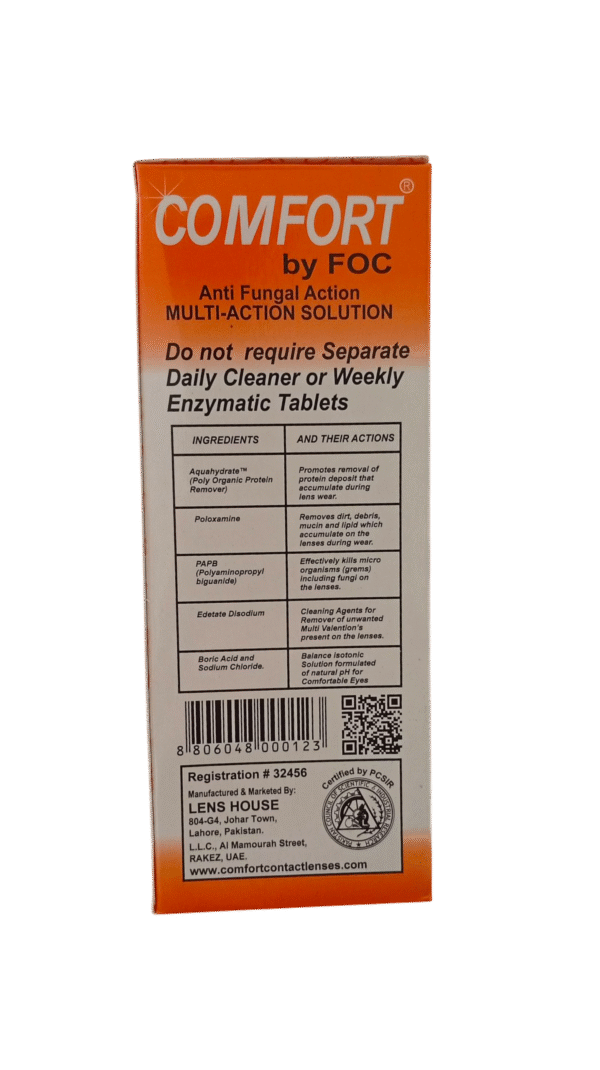 COMFORT®
by FOC
Anti Fungal Action
MULTI-ACTION SOLUTION
Do not require Separate
Daily Cleaner or Weekly
Enzymatic Tablets
INGREDIENTS
AND THEIR ACTIONS
Aquahydrate™
(Poly Organic Protein
Remover)
Promotes removal of
protein deposit that
accumulate during
lens wear.
Poloxamine
Removes dirt, debris,
mucin and lipid which
accumulate on the
lenses during wear.
PAPB
(Polyaminopropyl
biguanide)
Effectively kills micro
organisms (grems)
including fungi on
the lenses.
Edetate Disodium
Cleaning Agents for
Remover of unwanted
Multi Valention's
present on the lenses.
Boric Acid and
Sodium Chloride.
Balance isotonic
Solution formulated
of natural pH for
Comfortable Eyes
8 806048 000123
Registration # 32456
Manufactured & Marketed By:
LENS HOUSE
804-G4, Johar Town,
Lahore, Pakistan.
L.L.C., Al Mamourah Street,
RAKEZ, UAE.
www.comfortcontactlenses.com
Certified by PCSIR
PAKISTAN COUNCIL OF SCIENTIFIC & INDUSTRIAL RESEARCH